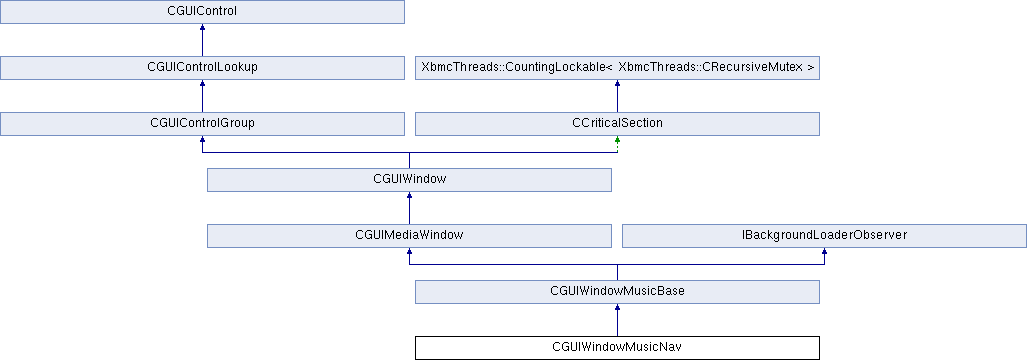 CGUIControl
CGUIControlLookup
XbmcThreads::CountingLockable< XbmcThreads::CRecursiveMutex >
CGUIControlGroup
CCriticalSection
CGUIWindow
CGUIMediaWindow
IBackgroundLoaderObserver
CGUIWindowMusicBase
CGUIWindowMusicNav